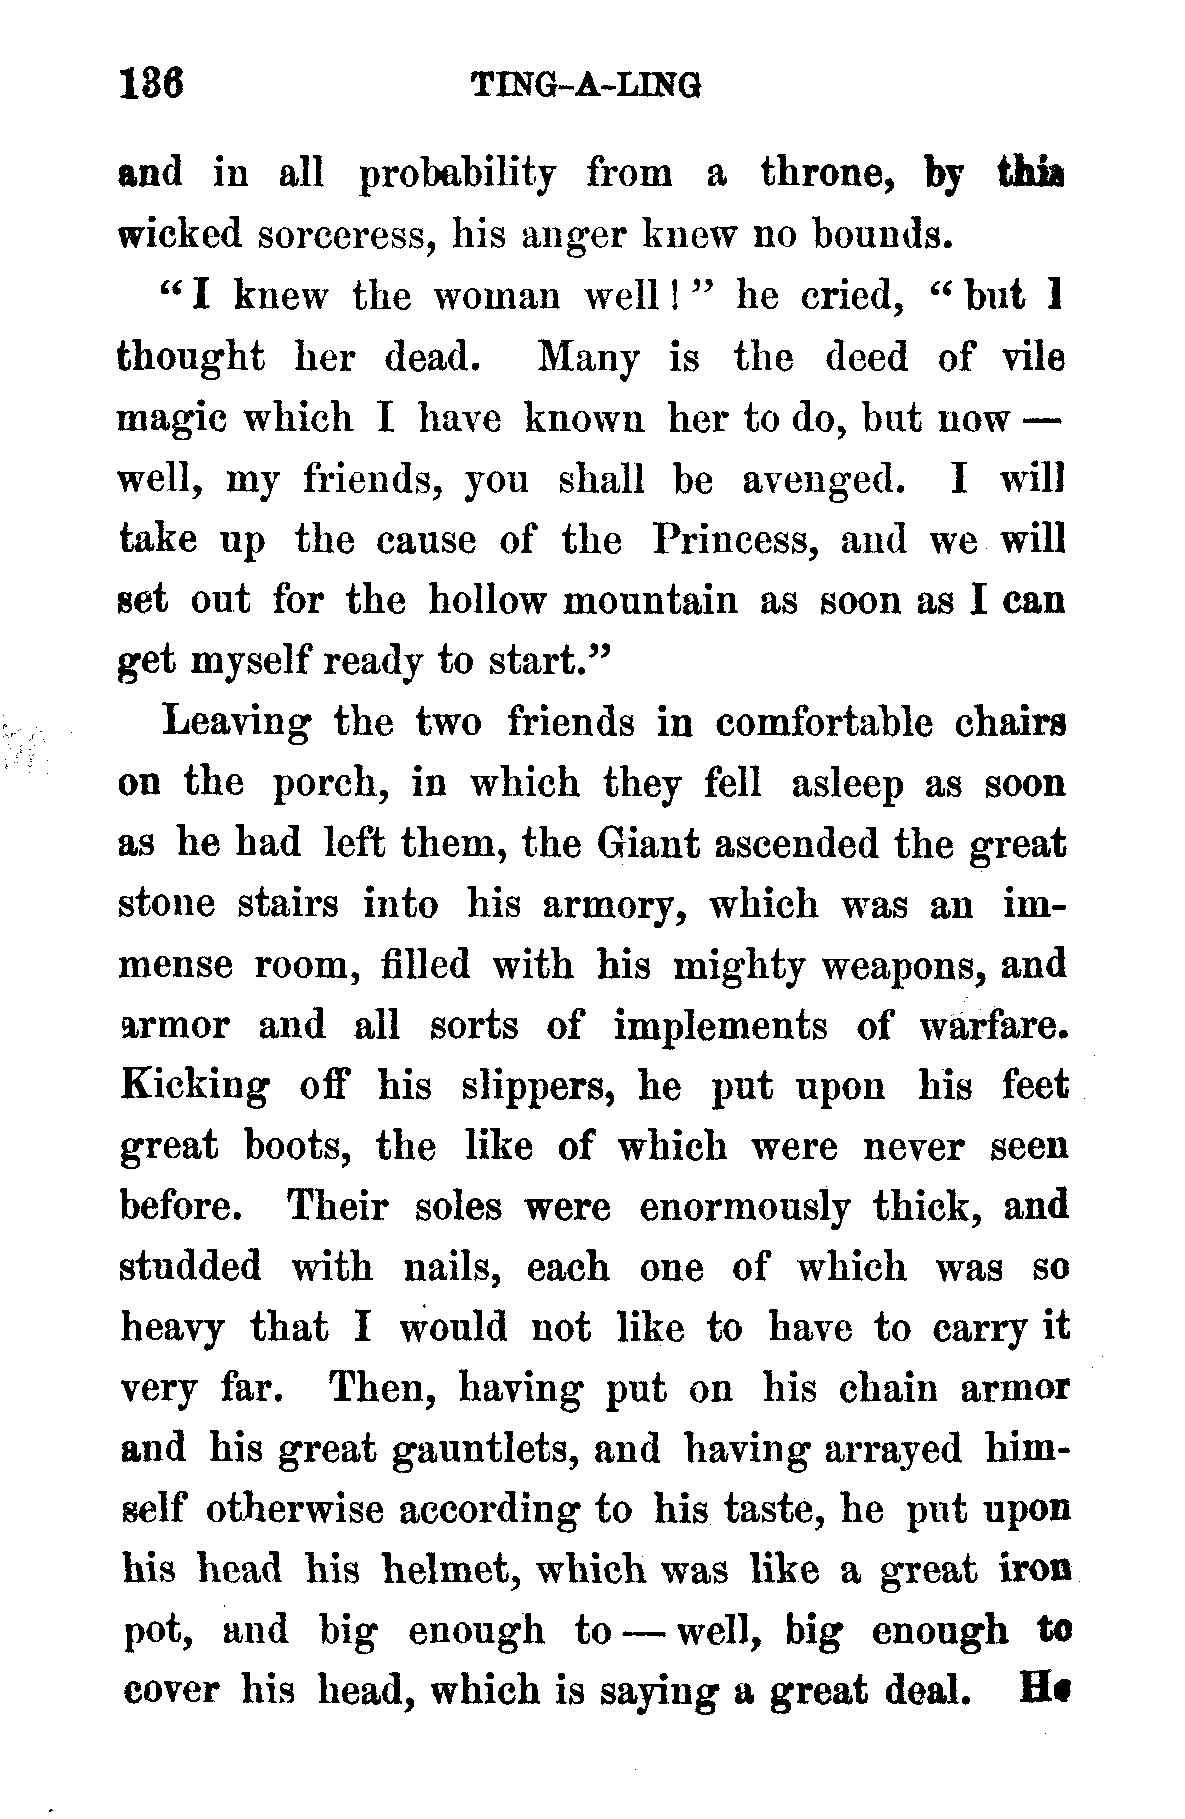 136 TING-A-LING
and in all probability from a throne, by this
wicked sorceress, his anger knew no bounds.
“I knew the woman well!” he cried, “but I
thought her dead. Many is the deed of vile
magic which I have known her to do, but now —
well, my friends, you shall be avenged. I will
take up the cause of the Princess, and we will
set out for the hollow mountain as soon as I can
get myself ready to start.”
Leaving the two friends in comfortable chairs
on the porch, in which they fell asleep as soon
as he had left them, the Giant ascended the great
stone stairs into his armory, which was an im-
mense room, filled with his mighty weapons, and
armor and all sorts of implements of warfare.
Kicking off his slippers, he put upon his feet
great boots, the like of which were never seen
before. Their soles were enormously thick, and
studded with nails, each one of which was so
heavy that I would not like to have to carry it
very far. Then, having put on his chain armor
and his great gauntlets, and having arrayed him-
self otherwise according to his taste, he put upon
his head his helmet, which was like a great iron
pot, and big enough to — well, big enough to
cover his head, which is saying a great deal. He